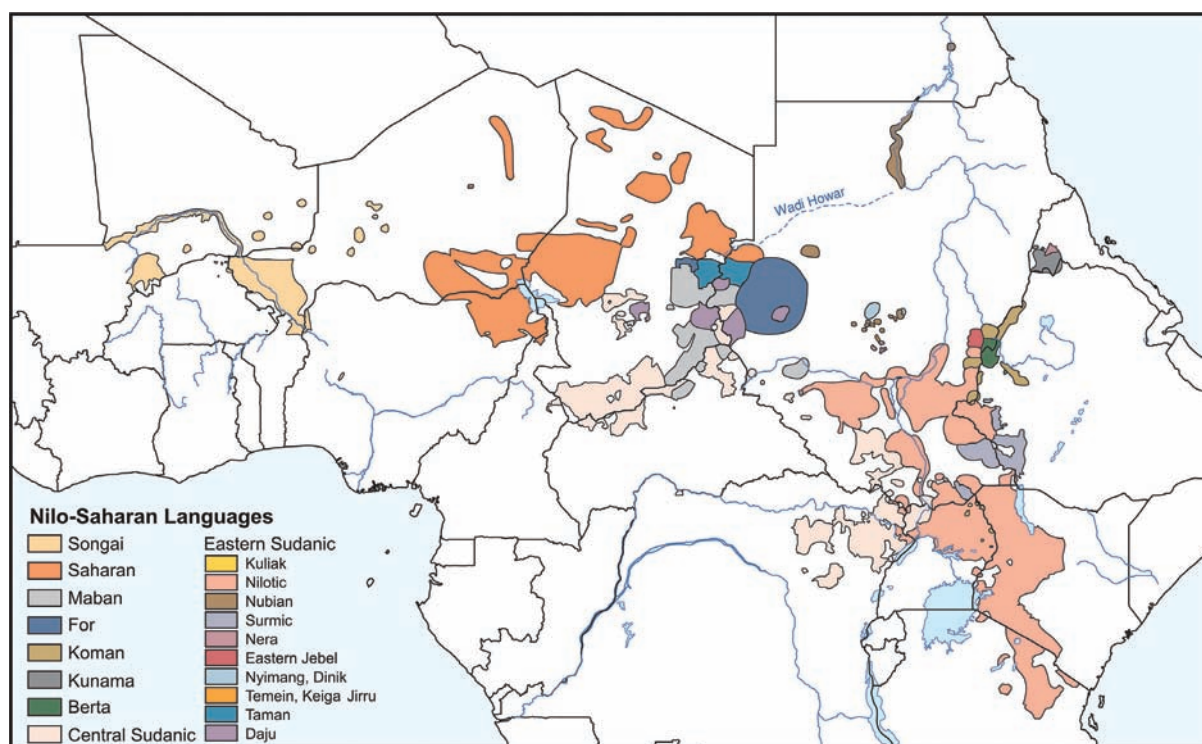 Wadi Howar
Nilo-Saharan Languages
Songai
Saharan
Maban
For
Koman
Kunama
Berta
Central Sudanic
Eastern Sudanic
Kuliak
Nilotic
Nubian
Surmic
Nera
Eastern Jebel
Nyimang, Dinik
Temein, Keiga Jirru
Taman
Daju